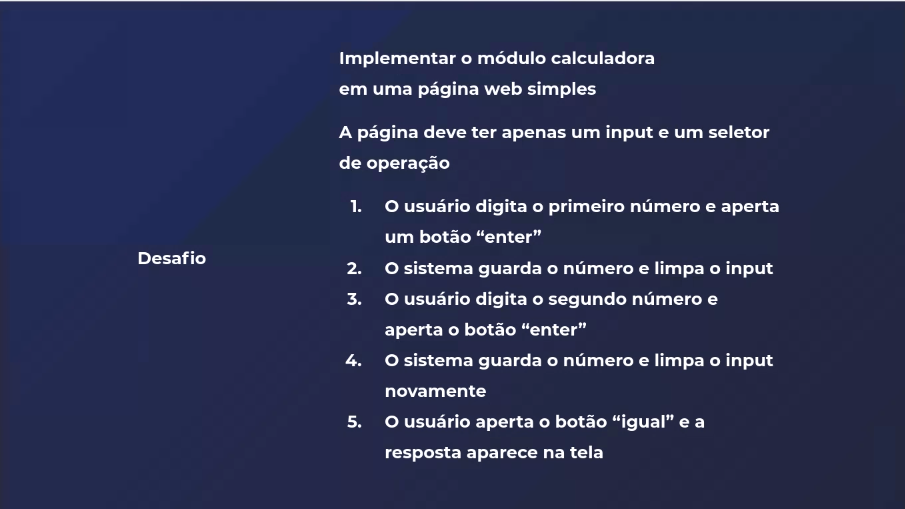 Implementar o módulo calculadora
em uma página web simples
A página deve ter apenas um input e um seletor
de operação
Desafio
1. O usuário digita o primeiro número e aperta
um botão “enter”
2. O sistema guarda o número e limpa o input
3. O usuário digita o segundo número e
aperta o botão “enter”
4. O sistema guarda o número e limpa o input
novamente
5. O usuário aperta o botão “igual” e a
resposta aparece na tela